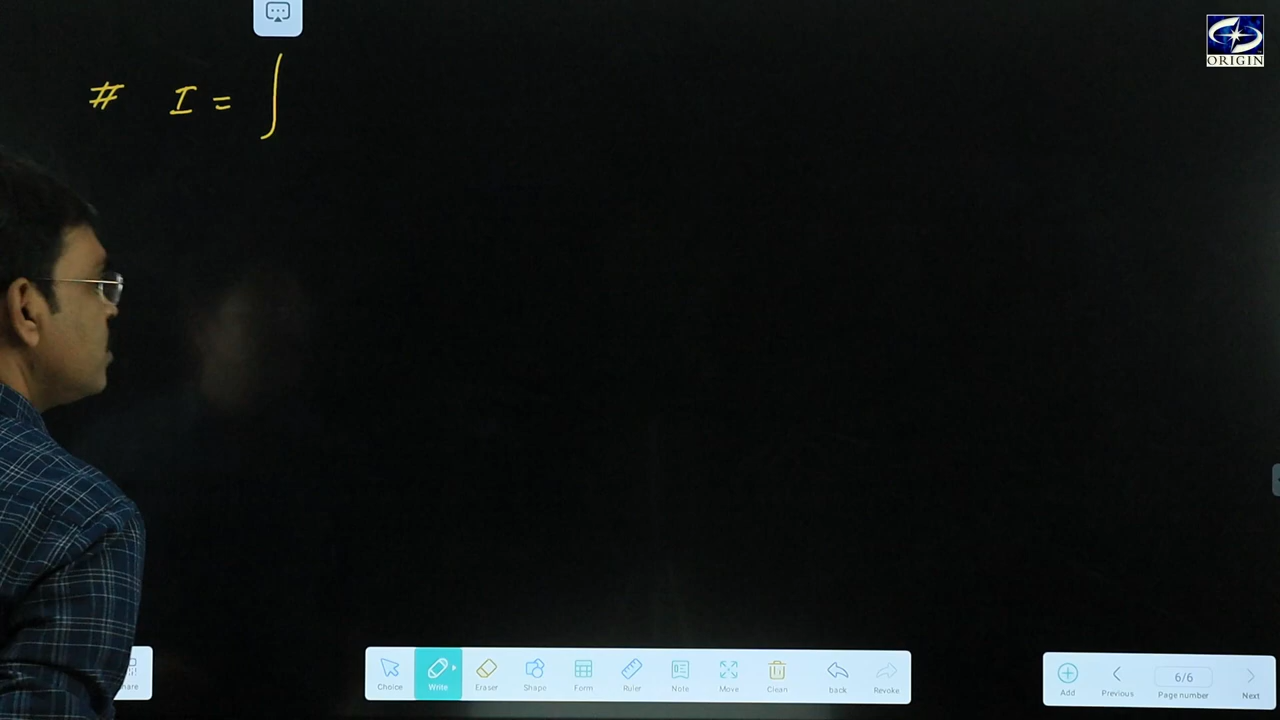 ORIGIN
# I = ∫
Choice Write Eraser Shape Form Ruler Note Move Clean back Revoke
Add Previous 6/6 Page number Next